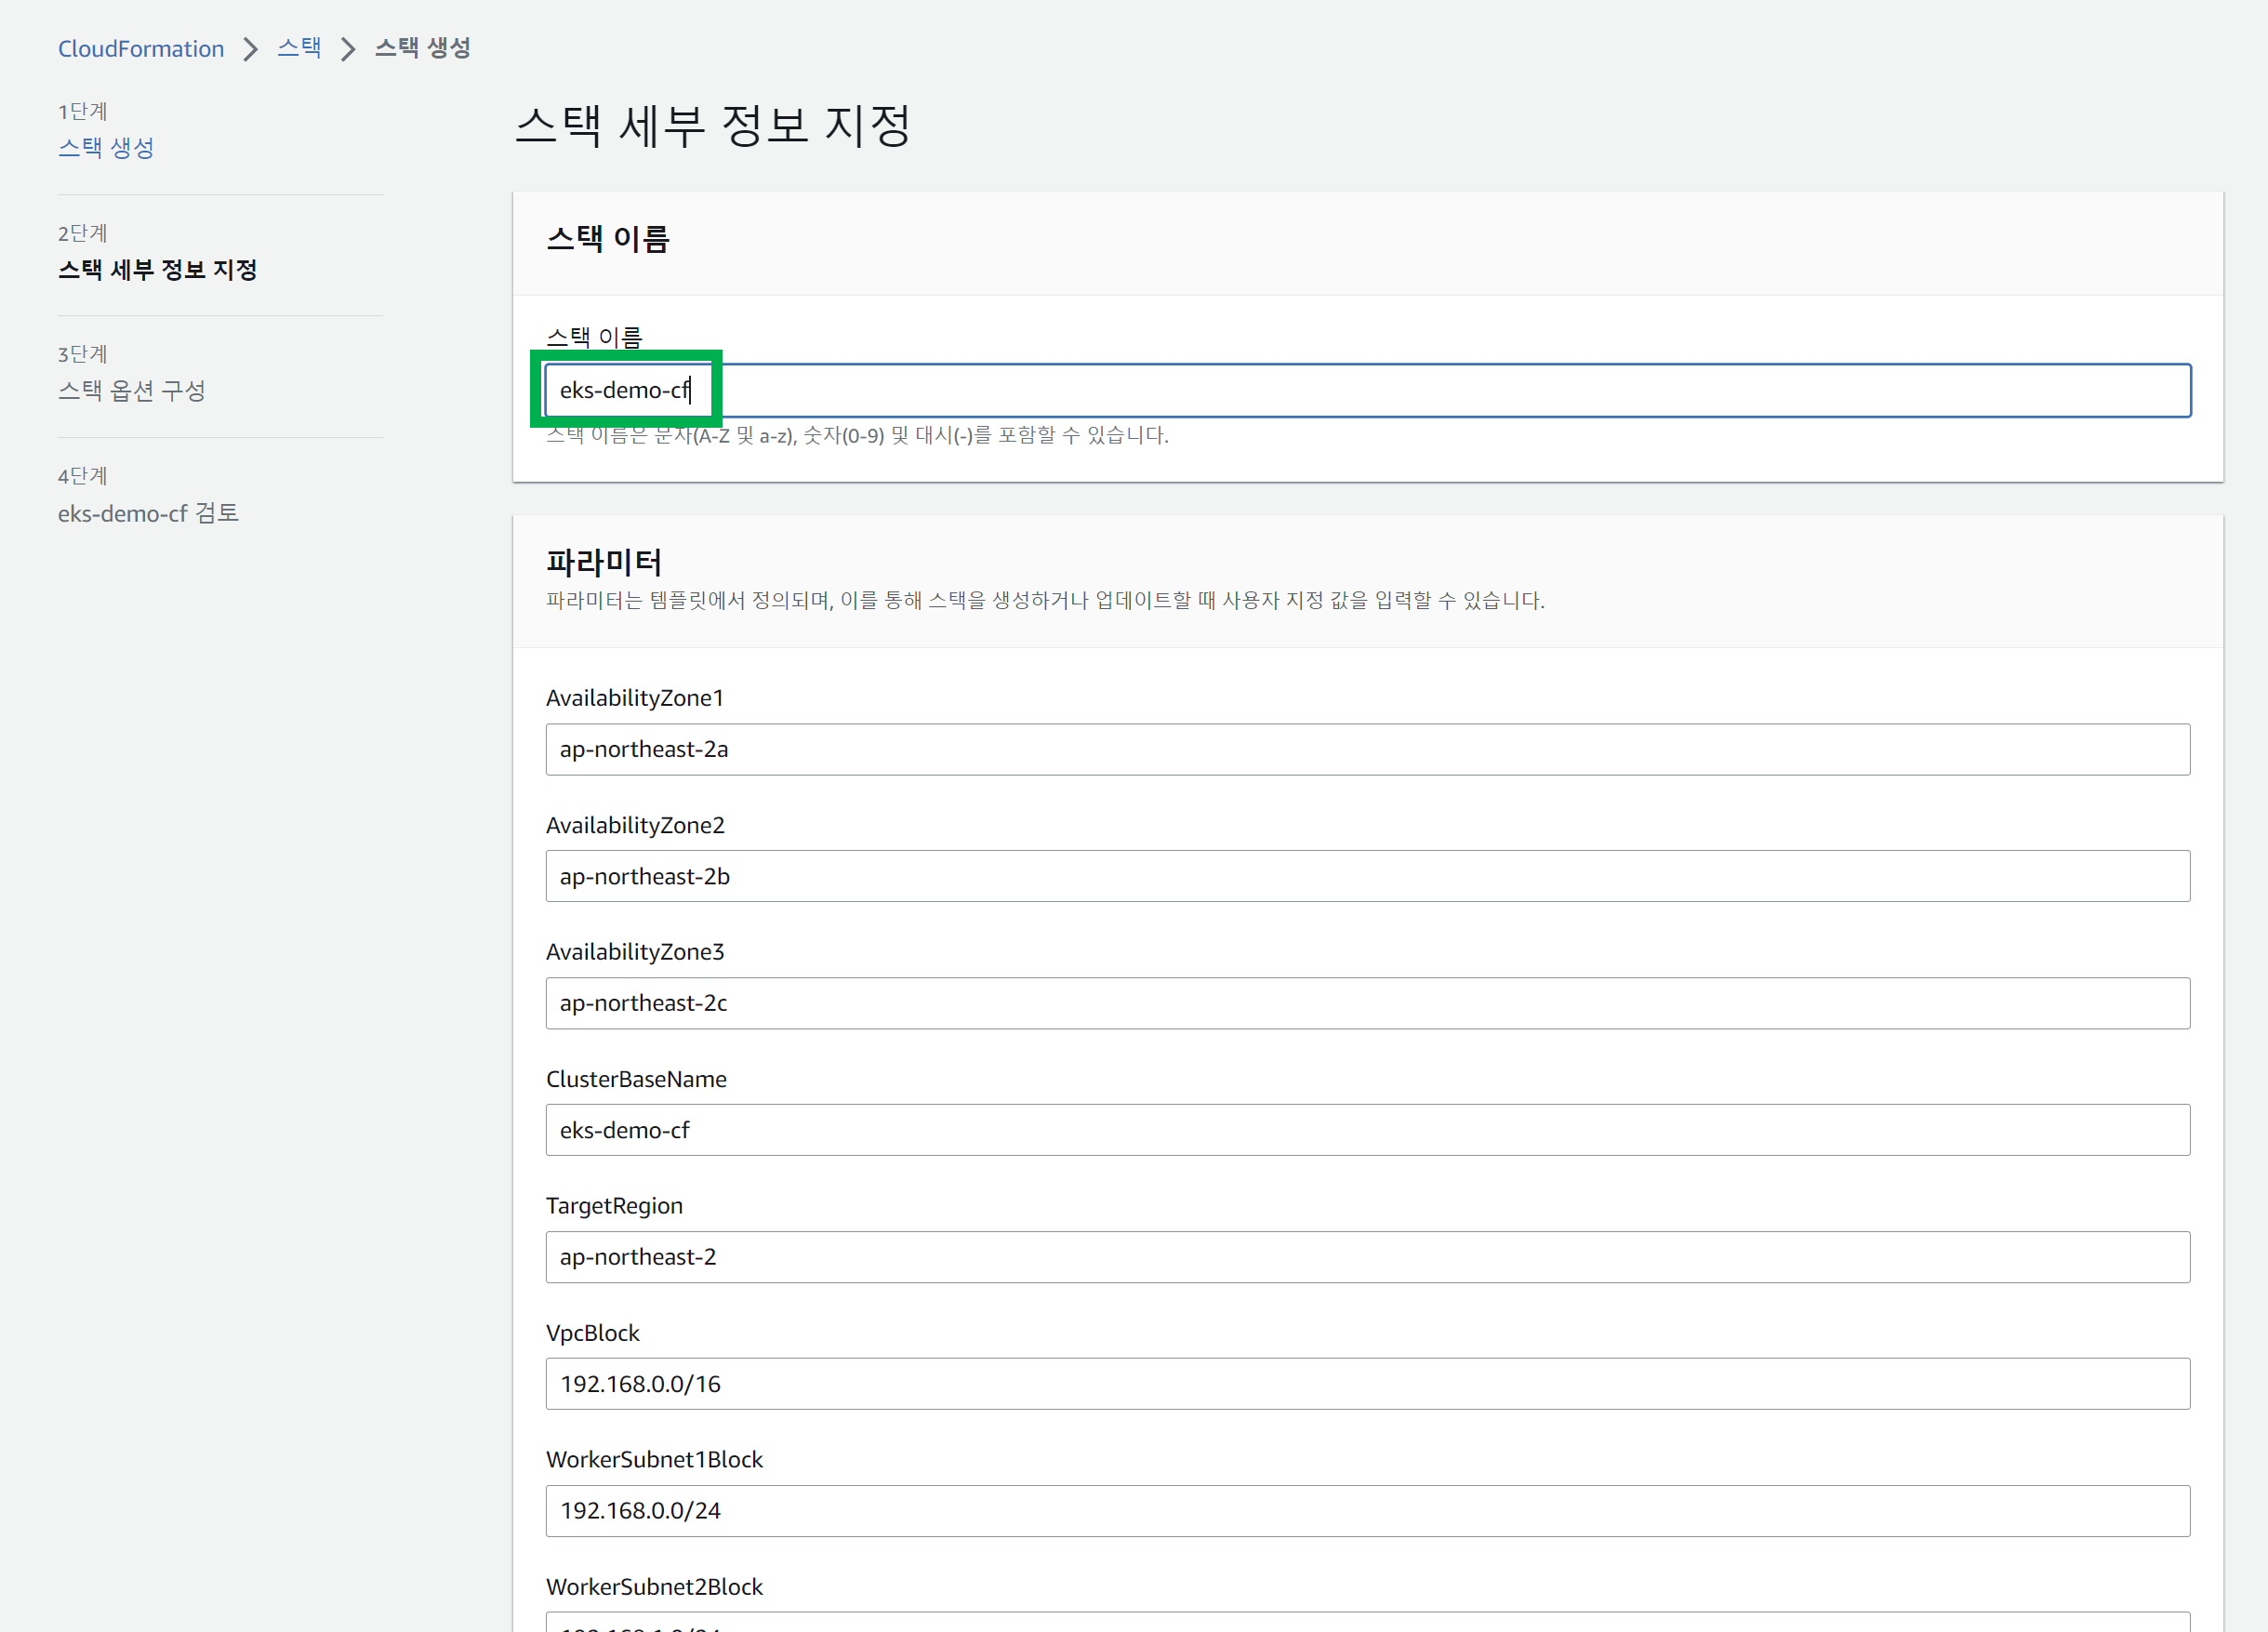 CloudFormation > 스택 > 스택 생성
1단계
스택 생성
2단계
스택 세부 정보 지정
3단계
스택 옵션 구성
4단계
eks-demo-cf 검토
스택 세부 정보 지정
스택 이름
스택 이름
eks-demo-cf
스택 이름은 문자(A-Z 및 a-z), 숫자(0-9) 및 대시(-)를 포함할 수 있습니다.
파라미터
파라미터는 템플릿에서 정의되며, 이를 통해 스택을 생성하거나 업데이트할 때 사용자 지정 값을 입력할 수 있습니다.
AvailabilityZone1
ap-northeast-2a
AvailabilityZone2
ap-northeast-2b
AvailabilityZone3
ap-northeast-2c
ClusterBaseName
eks-demo-cf
TargetRegion
ap-northeast-2
VpcBlock
192.168.0.0/16
WorkerSubnet1Block
192.168.0.0/24
WorkerSubnet2Block